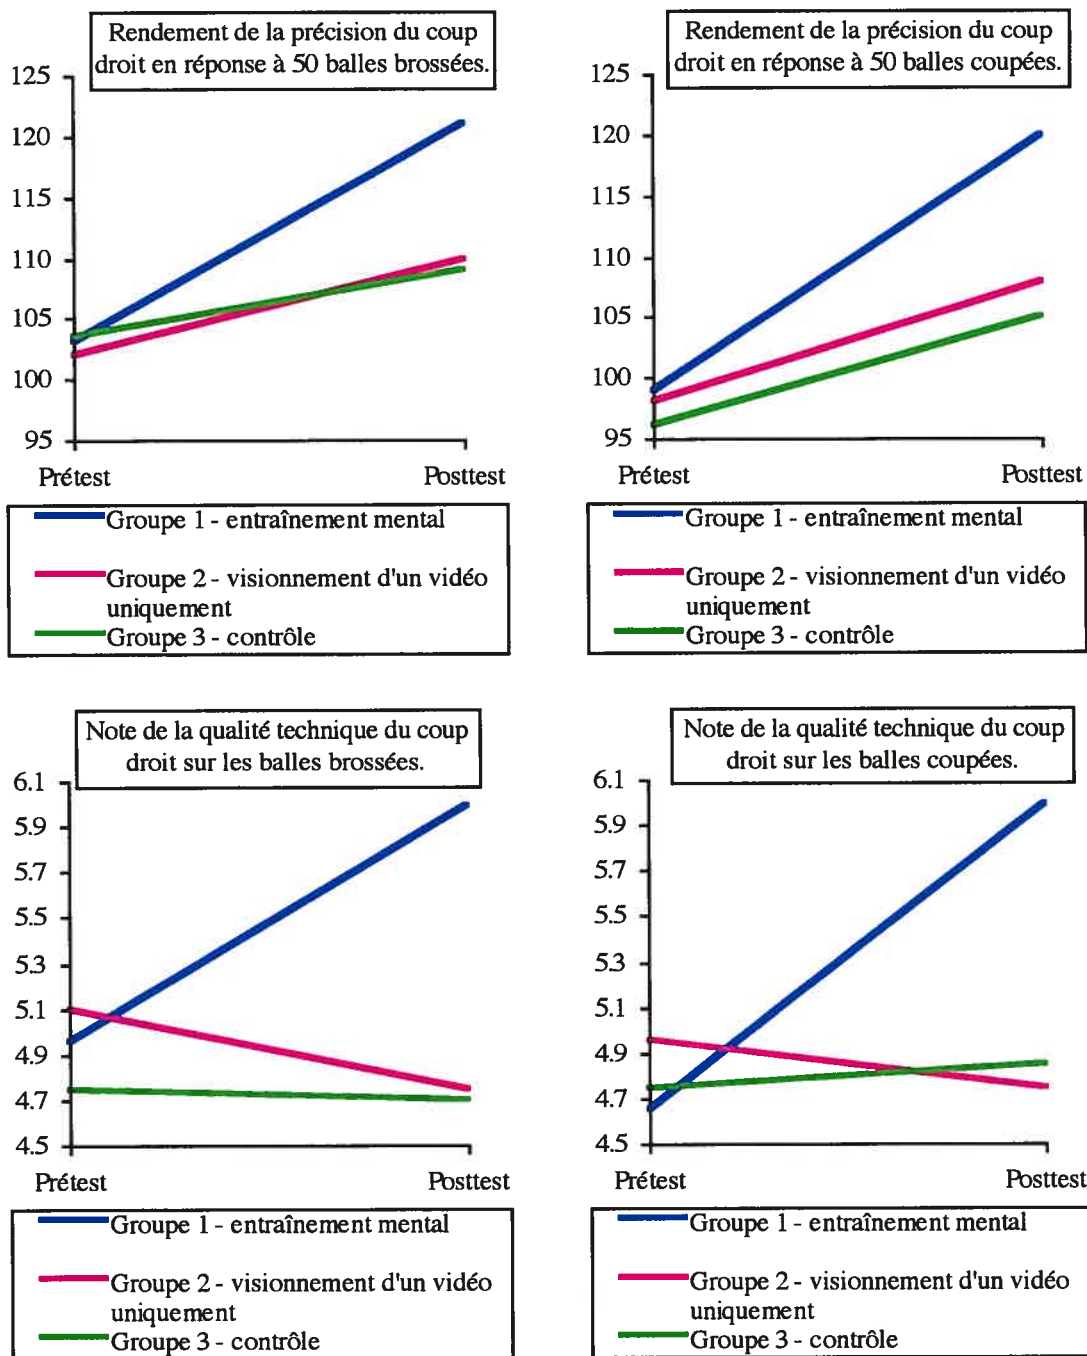 Rendement de la précision du coup
droit en réponse à 50 balles brossées.
125
120
115
110
105
100
95
Prétest
Posttest
Groupe 1 - entraînement mental
Groupe 2 - visionnement d'un vidéo
uniquement
Groupe 3 - contrôle
Rendement de la précision du coup
droit en réponse à 50 balles coupées.
125
120
115
110
105
100
95
Prétest
Posttest
Groupe 1 - entraînement mental
Groupe 2 - visionnement d'un vidéo
uniquement
Groupe 3 - contrôle
Note de la qualité technique du coup
droit sur les balles brossées.
6.1
5.9
5.7
5.5
5.3
5.1
4.9
4.7
4.5
Prétest
Posttest
Groupe 1 - entraînement mental
Groupe 2 - visionnement d'un vidéo
uniquement
Groupe 3 - contrôle
Note de la qualité technique du coup
droit sur les balles coupées.
6.1
5.9
5.7
5.5
5.3
5.1
4.9
4.7
4.5
Prétest
Posttest
Groupe 1 - entraînement mental
Groupe 2 - visionnement d'un vidéo
uniquement
Groupe 3 - contrôle